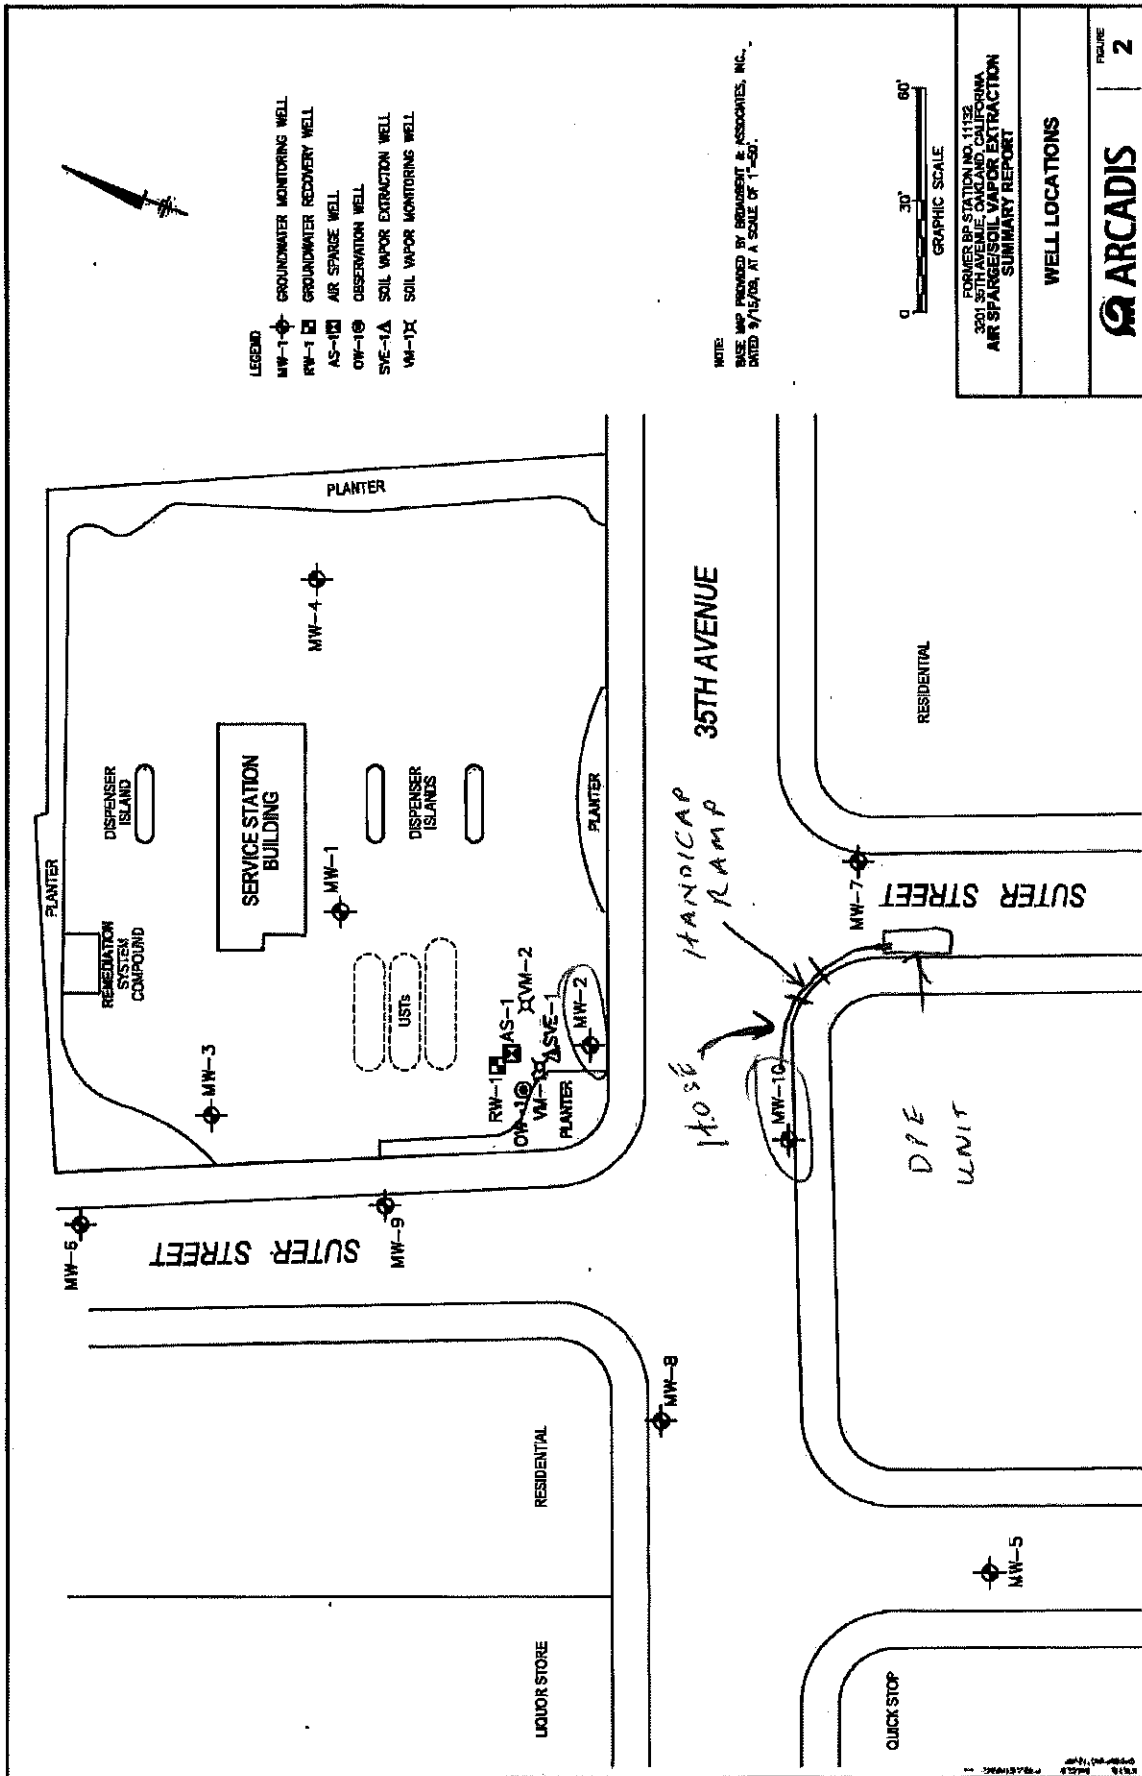 PLANTER
REMEDIATION
SYSTEM
COMPOUND
DISPENSER
ISLAND
SERVICE STATION
BUILDING
DISPENSER
ISLANDS
USTs
PLANTER
PLANTER
PLANTER
MW-1
MW-2
MW-3
MW-4
MW-5
MW-7
MW-8
MW-9
MW-10
RW-1
AS-1
VM-2
SVE-1
SUTER STREET
SUTER STREET
35TH AVENUE
RESIDENTIAL
RESIDENTIAL
LIQUOR STORE
QUICK STOP
HOSE
HANDICAP
RAMP
DPE
UNIT
LEGEND
MW-1 GROUNDWATER MONITORING WELL
RW-1 GROUNDWATER RECOVERY WELL
AS-1 AIR SPARGE WELL
OW-1 OBSERVATION WELL
SVE-1 SOIL VAPOR EXTRACTION WELL
VM-1 SOIL VAPOR MONITORING WELL
NOTE:
BASE MAP PROVIDED BY BROADBENT & ASSOCIATES, INC.,
DATED 9/15/09, AT A SCALE OF 1"=50'.
0 30' 60'
GRAPHIC SCALE
FORMER BP STATION NO. 11132
3201 35TH AVENUE, OAKLAND, CALIFORNIA
AIR SPARGE/SOIL VAPOR EXTRACTION
SUMMARY REPORT
WELL LOCATIONS
ARCADIS
FIGURE
2